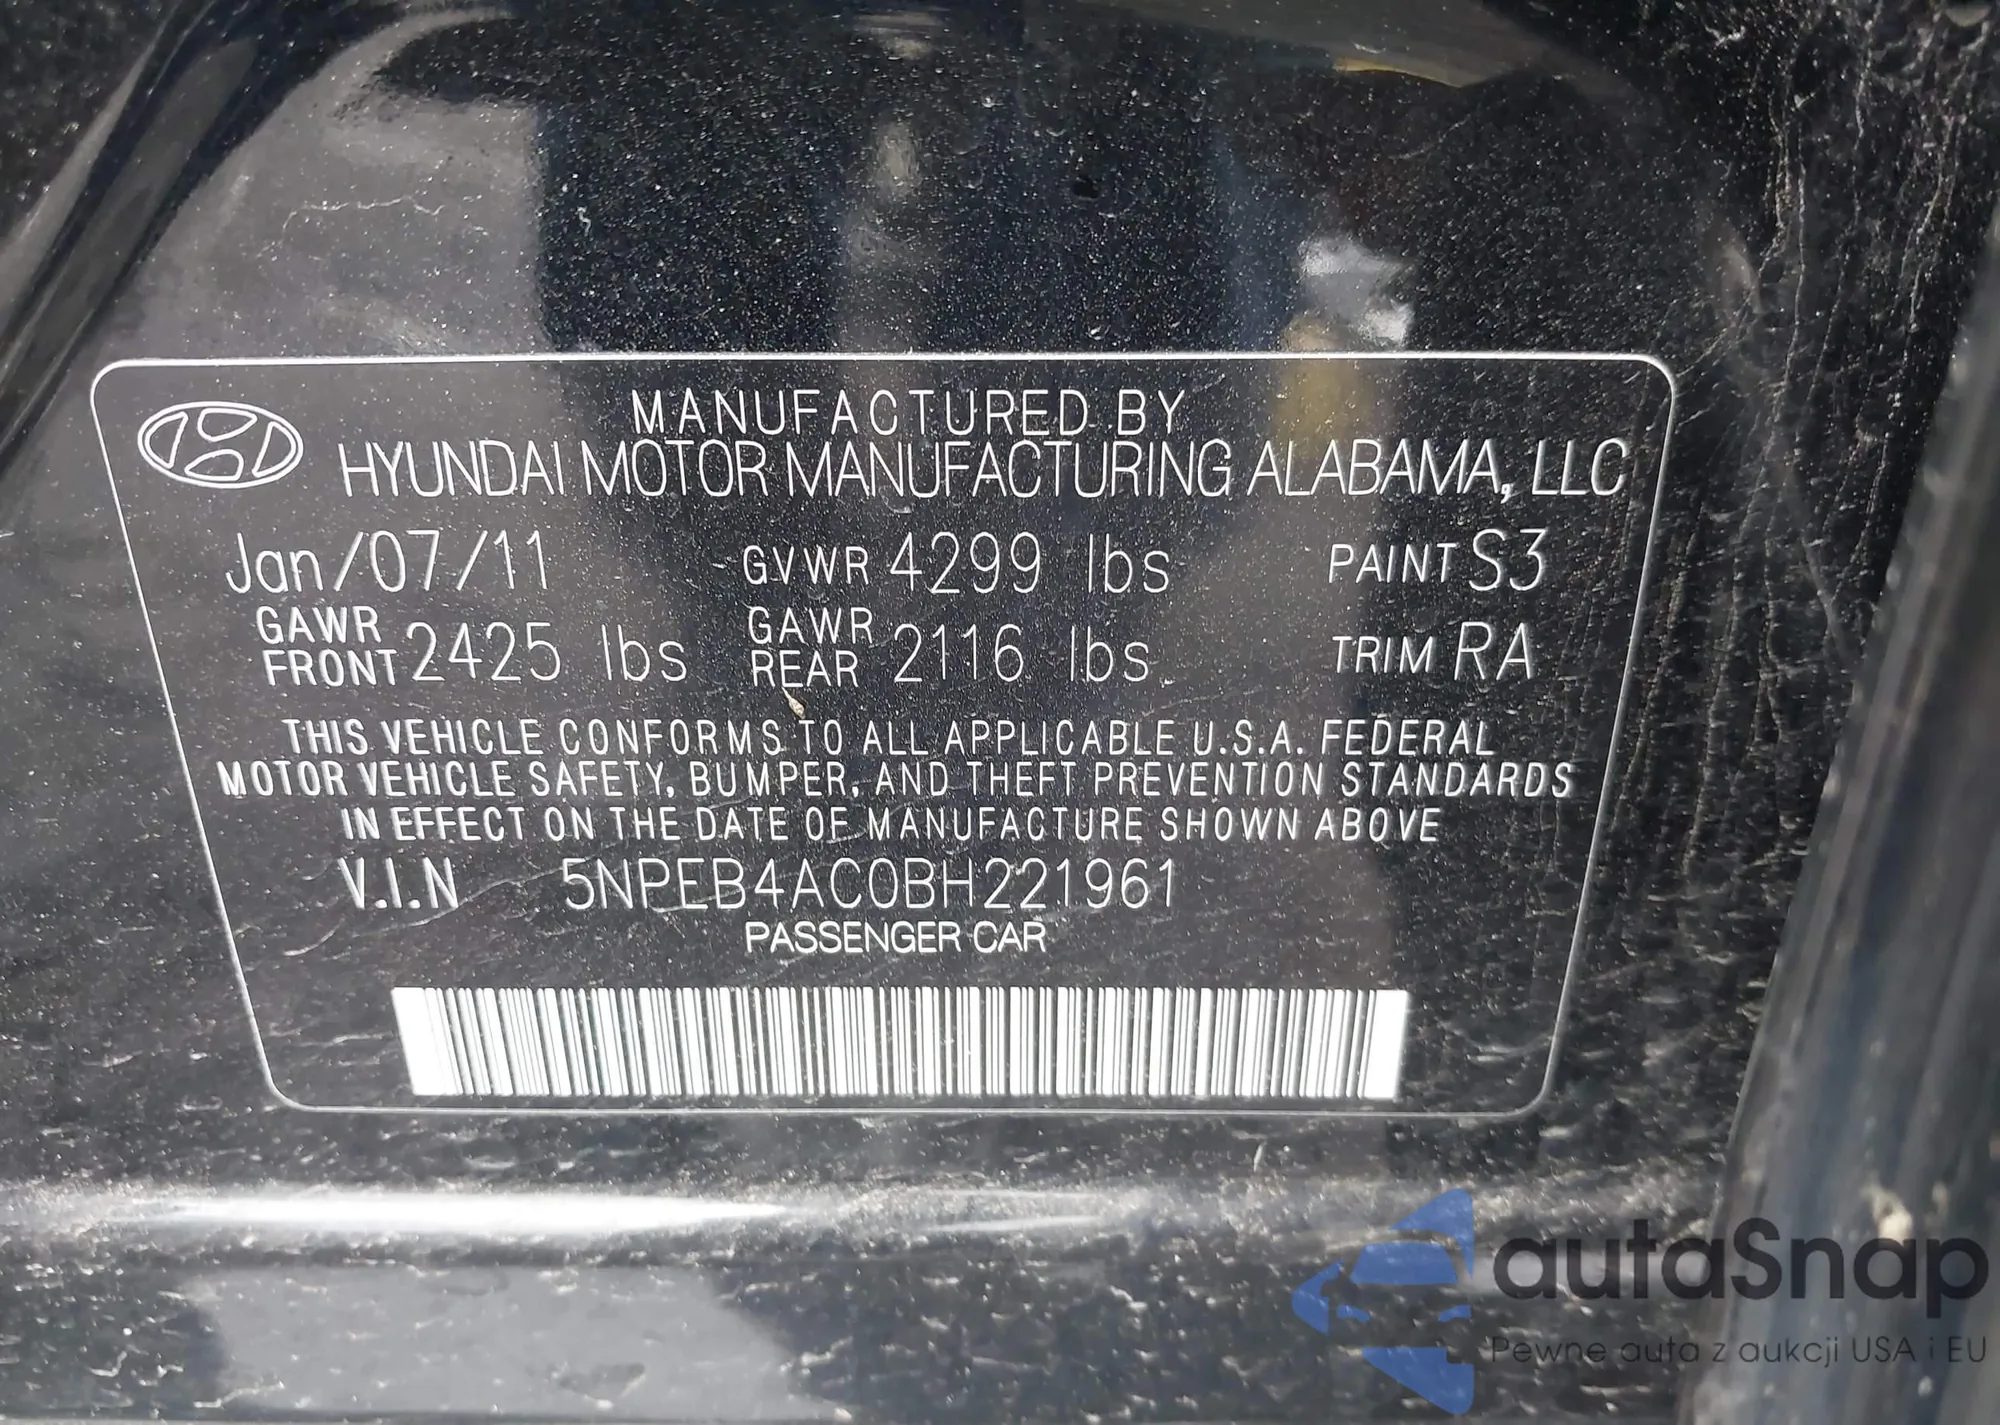 MANUFACTURED BY
HYUNDAI MOTOR MANUFACTURING ALABAMA, LLC
Jan/07/11 GVWR 4299 lbs PAINT S3
GAWR FRONT 2425 lbs GAWR REAR 2116 lbs TRIM RA
THIS VEHICLE CONFORMS TO ALL APPLICABLE U.S.A. FEDERAL
MOTOR VEHICLE SAFETY, BUMPER, AND THEFT PREVENTION STANDARDS
IN EFFECT ON THE DATE OF MANUFACTURE SHOWN ABOVE
V.I.N 5NPEB4AC0BH221961
PASSENGER CAR
autaSnap
Pewne auta z aukcji USA i EU